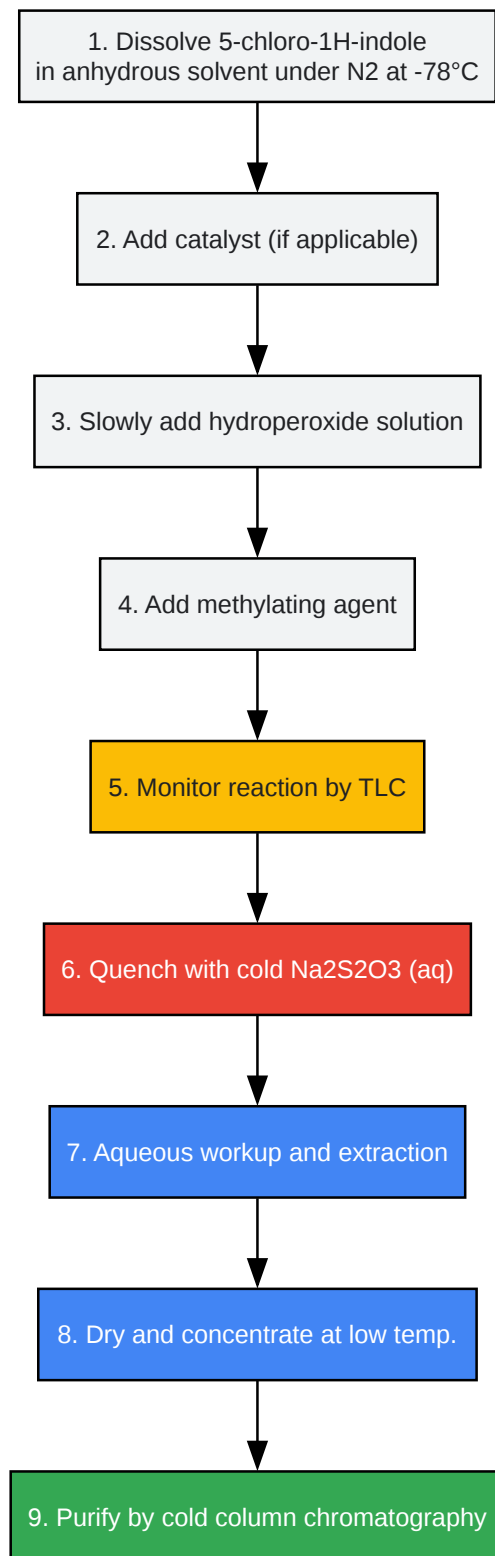 1. Dissolve 5-chloro-1H-indole
in anhydrous solvent under N2 at -78°C
2. Add catalyst (if applicable)
3. Slowly add hydroperoxide solution
4. Add methylating agent
5. Monitor reaction by TLC
6. Quench with cold Na2S2O3 (aq)
7. Aqueous workup and extraction
8. Dry and concentrate at low temp.
9. Purify by cold column chromatography